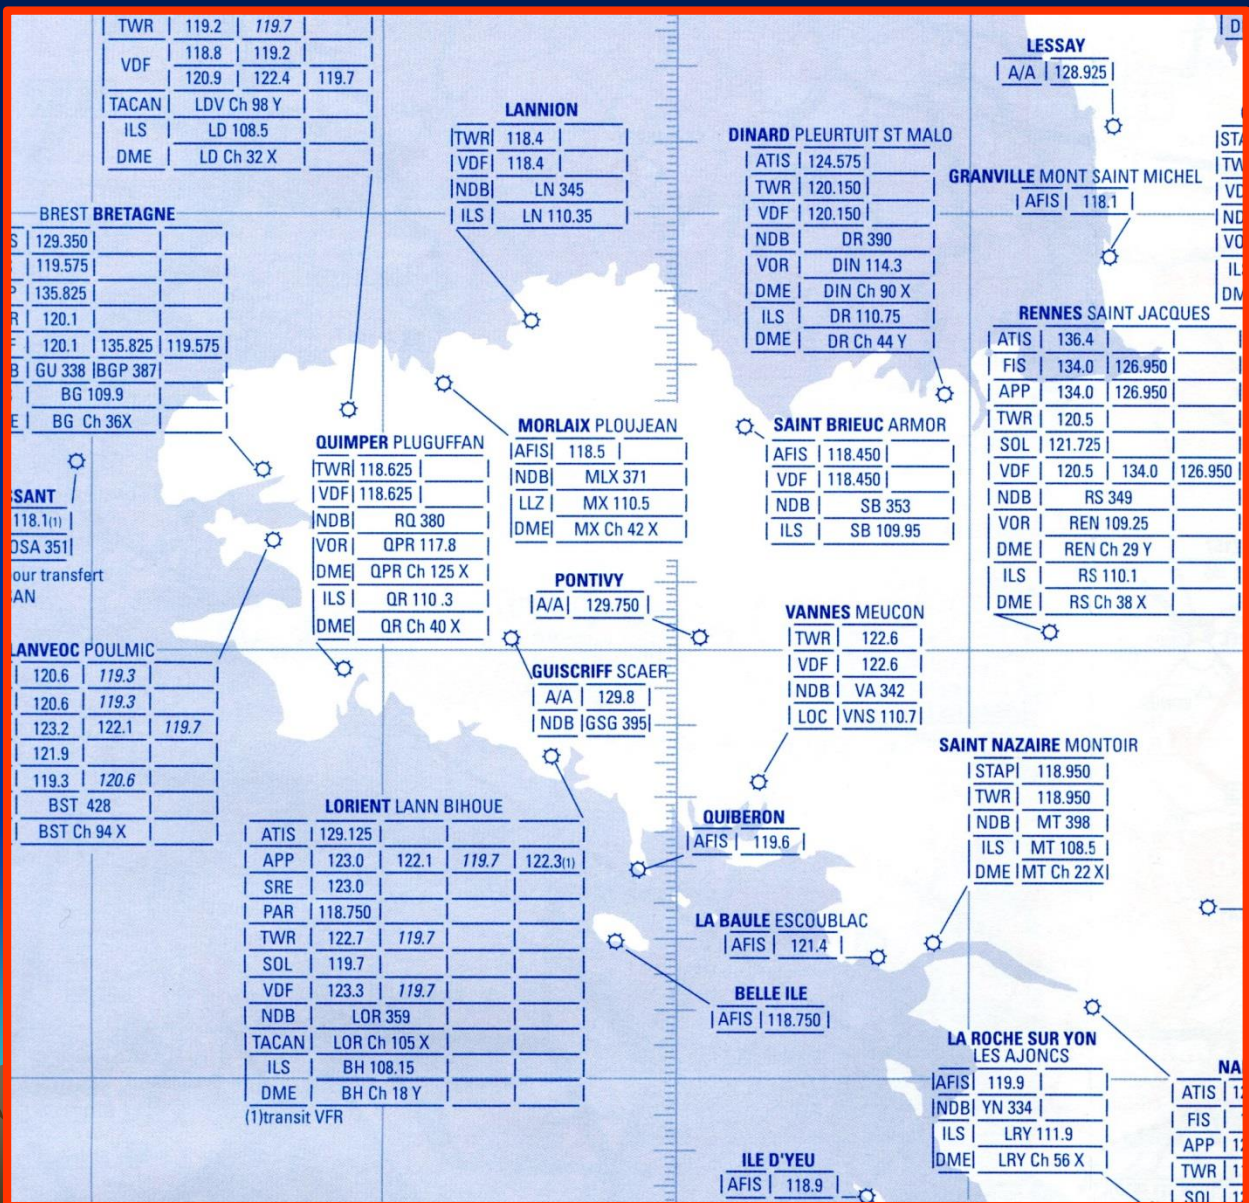 TWR 119.2 119.7
VDF 118.8 119.2
120.9 122.4 119.7
TACAN LDV Ch 98 Y
ILS LD 108.5
DME LD Ch 32 X
LANNION
TWR 118.4
VDF 118.4
NDB LN 345
ILS LN 110.35
DINARD PLEURTUIT ST MALO
ATIS 124.575
TWR 120.150
VDF 120.150
NDB DR 390
VOR DIN 114.3
DME DIN Ch 90 X
ILS DR 110.75
DME DR Ch 44 Y
LESSAY
A/A 128.925
GRANVILLE MONT SAINT MICHEL
AFIS 118.1
BREST BRETAGNE
129.350
119.575
135.825
120.1
120.1 135.825 119.575
GU 338 BGP 387
BG 109.9
BG Ch 36X
RENNES SAINT JACQUES
ATIS 136.4
FIS 134.0 126.950
APP 134.0 126.950
TWR 120.5
SOL 121.725
VDF 120.5 134.0 126.950
NDB RS 349
VOR REN 109.25
DME REN Ch 29 Y
ILS RS 110.1
DME RS Ch 38 X
QUIMPER PLUGUFFAN
TWR 118.625
VDF 118.625
NDB RQ 380
VOR QPR 117.8
DME QPR Ch 125 X
ILS QR 110 .3
DME QR Ch 40 X
MORLAIX PLOUJEAN
AFIS 118.5
NDB MLX 371
LLZ MX 110.5
DME MX Ch 42 X
SAINT BRIEUC ARMOR
AFIS 118.450
VDF 118.450
NDB SB 353
ILS SB 109.95
SSANT
118.1(1)
OSA 351
our transfert
AN
PONTIVY
A/A 129.750
VANNES MEUCON
TWR 122.6
VDF 122.6
NDB VA 342
LOC VNS 110.7
LANVEOC POULMIC
120.6 119.3
120.6 119.3
123.2 122.1 119.7
121.9
119.3 120.6
BST 428
BST Ch 94 X
GUISCRIFF SCAER
A/A 129.8
NDB GSG 395
SAINT NAZAIRE MONTOIR
STAP 118.950
TWR 118.950
NDB MT 398
ILS MT 108.5
DME MT Ch 22 X
LORIENT LANN BIHOUE
ATIS 129.125
APP 123.0 122.1 119.7 122.3(1)
SRE 123.0
PAR 118.750
TWR 122.7 119.7
SOL 119.7
VDF 123.3 119.7
NDB LOR 359
TACAN LOR Ch 105 X
ILS BH 108.15
DME BH Ch 18 Y
(1)transit VFR
QUIBERON
AFIS 119.6
LA BAULE ESCOUBLAC
AFIS 121.4
BELLE ILE
AFIS 118.750
LA ROCHE SUR YON
LES AJONCS
AFIS 119.9
NDB YN 334
ILS LRY 111.9
DME LRY Ch 56 X
ILE D'YEU
AFIS 118.9
NA
ATIS
FIS
APP
TWR
SOL